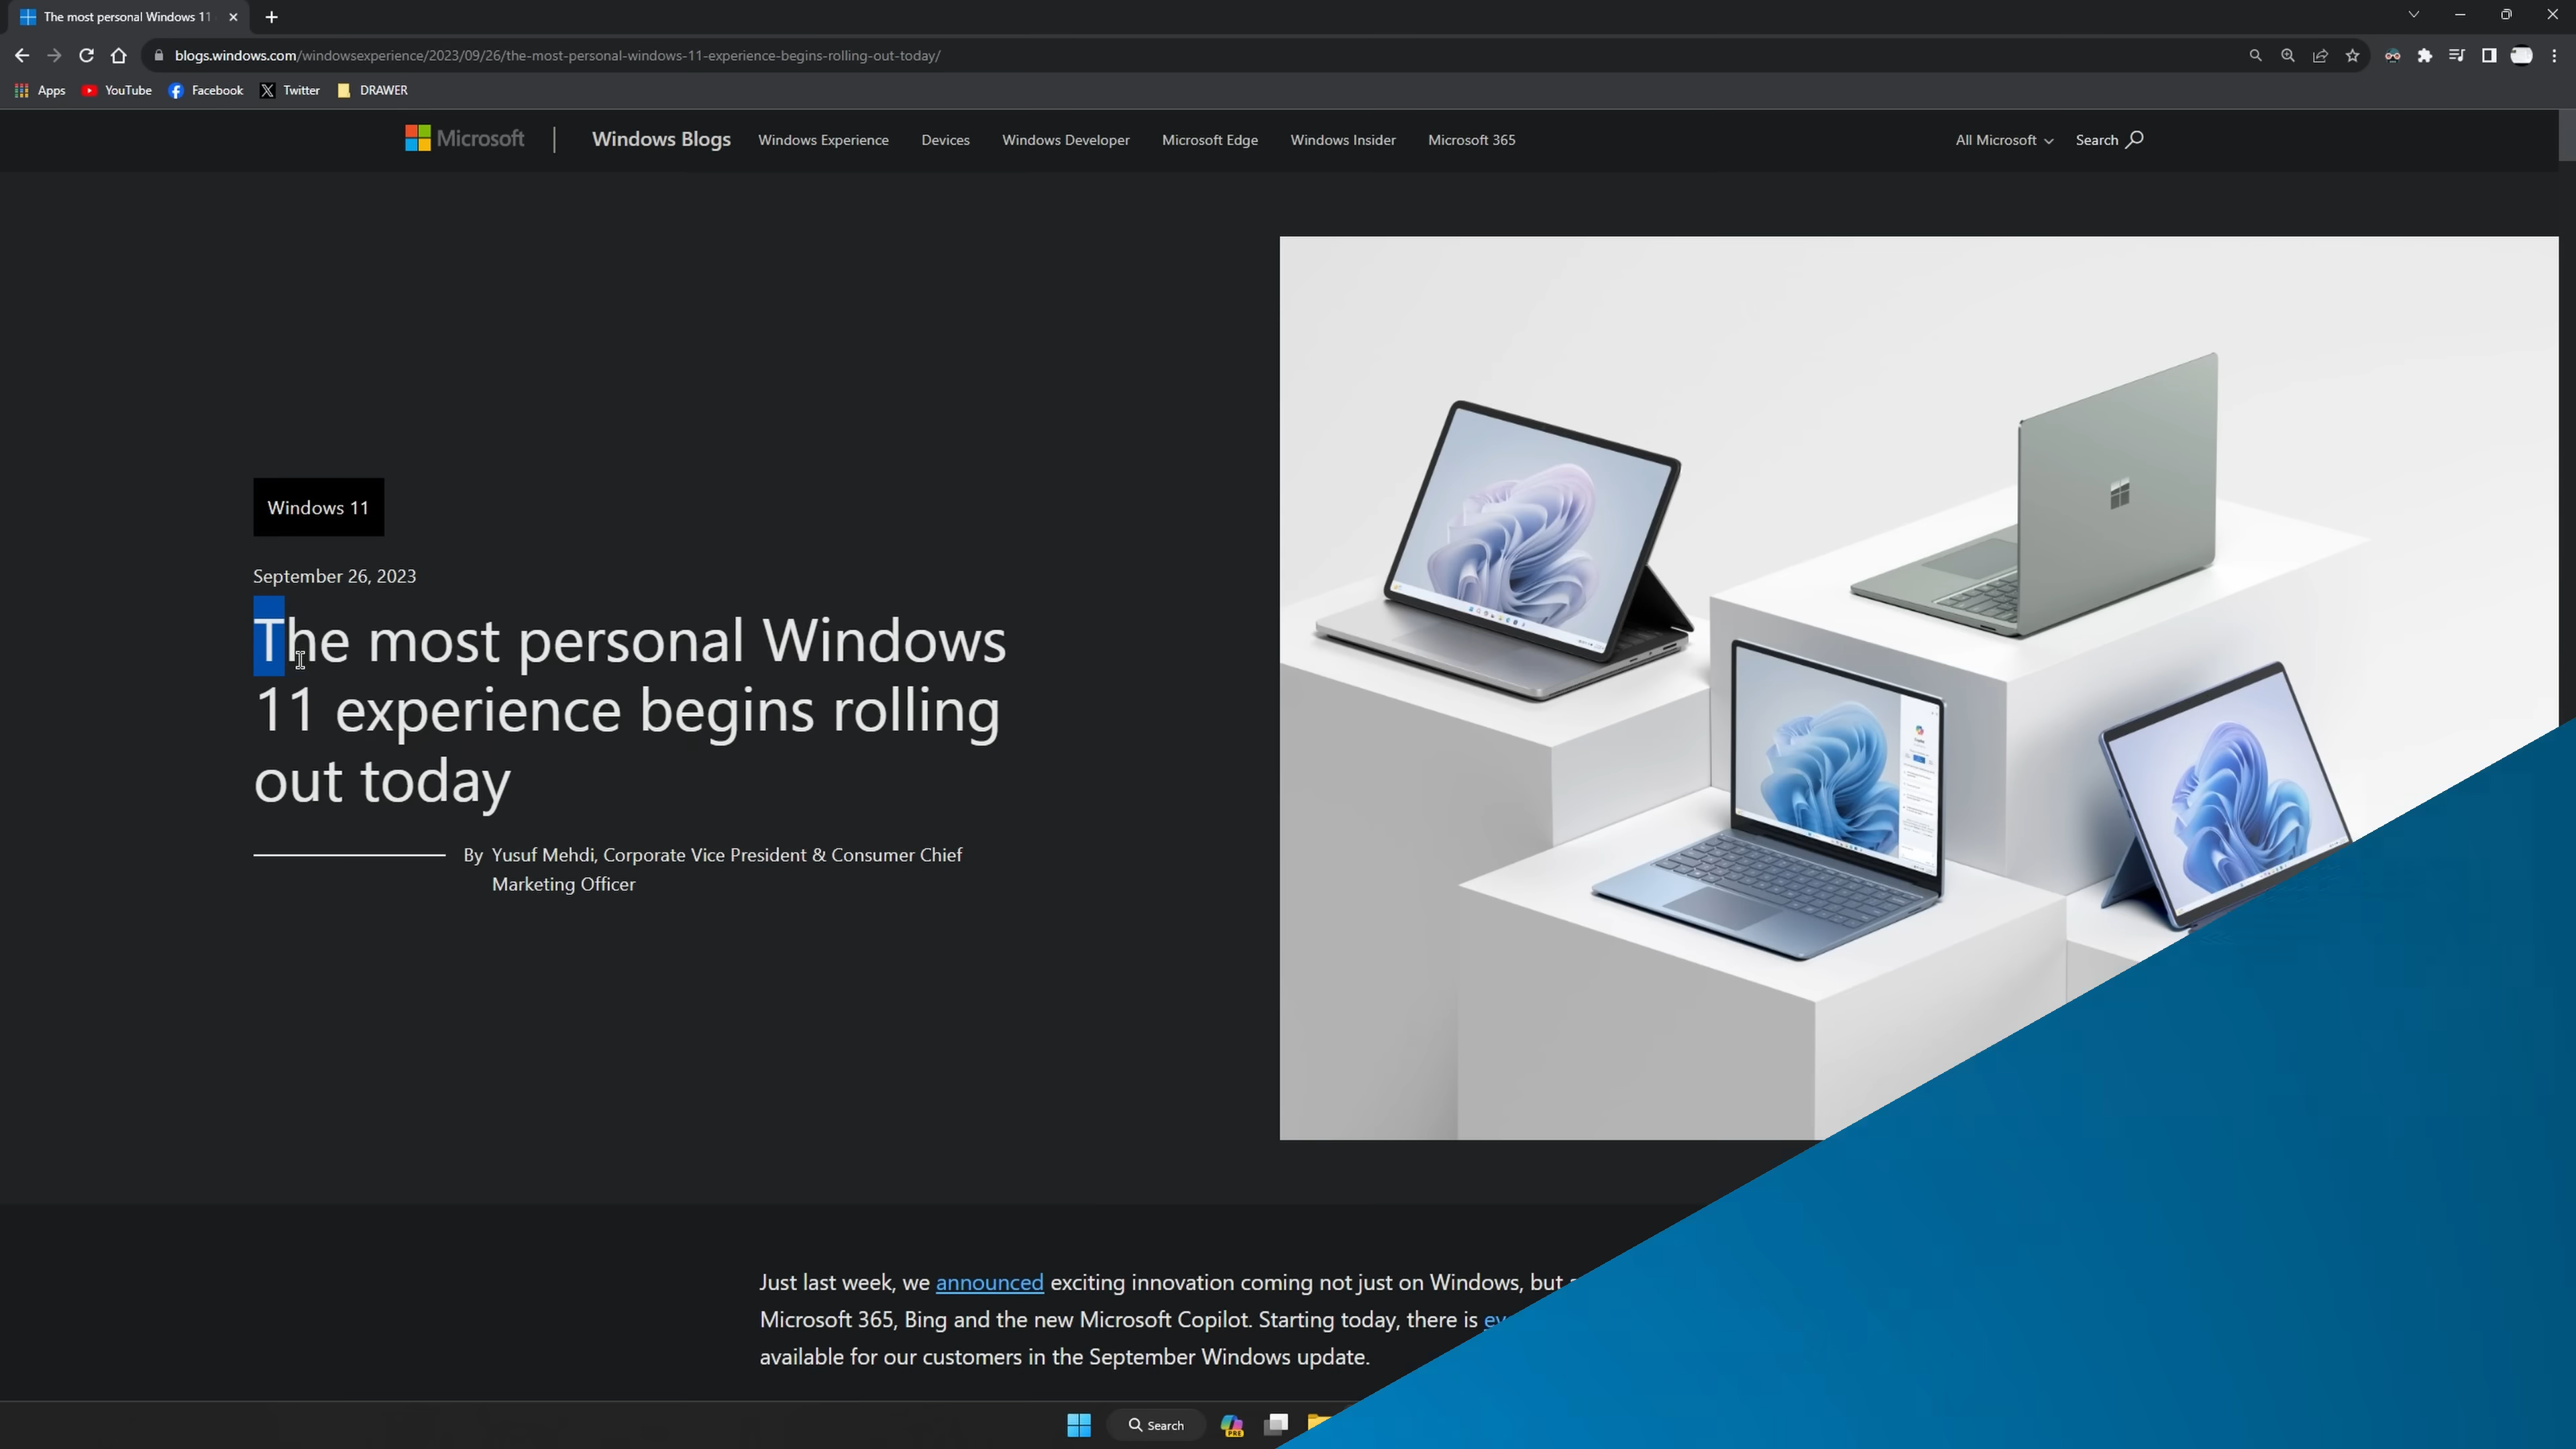 The most personal Windows 11
blogs.windows.com/windowsexperience/2023/09/26/the-most-personal-windows-11-experience-begins-rolling-out-today/
Apps YouTube Facebook Twitter DRAWER
Microsoft Windows Blogs Windows Experience Devices Windows Developer Microsoft Edge Windows Insider Microsoft 365 All Microsoft Search
Windows 11
September 26, 2023
The most personal Windows
11 experience begins rolling
out today
By Yusuf Mehdi, Corporate Vice President & Consumer Chief
Marketing Officer
Just last week, we announced exciting innovation coming not just on Windows, but
Microsoft 365, Bing and the new Microsoft Copilot. Starting today, there is
available for our customers in the September Windows update.
Search PRE